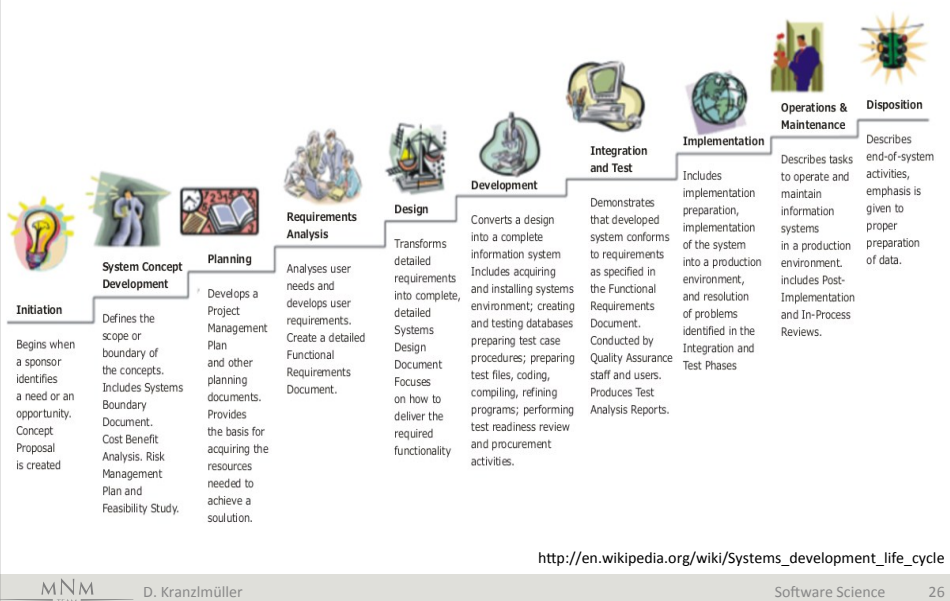 Initiation
Begins when
a sponsor
identifies
a need or an
opportunity.
Concept
Proposal
is created
System Concept
Development
Defines the
scope or
boundary of
the concepts.
Includes Systems
Boundary
Document.
Cost Benefit
Analysis. Risk
Management
Plan and
Feasibility Study.
Planning
Develops a
Project
Management
Plan
and other
planning
documents.
Provides
the basis for
acquiring the
resources
needed to
achieve a
soulution.
Requirements
Analysis
Analyses user
needs and
develops user
requirements.
Create a detailed
Functional
Requirements
Document.
Design
Transforms
detailed
requirements
into complete,
detailed
Systems
Design
Document
Focuses
on how to
deliver the
required
functionality
Development
Converts a design
into a complete
information system
Includes acquiring
and installing systems
environment; creating
and testing databases
preparing test case
procedures; preparing
test files, coding,
compiling, refining
programs; performing
test readiness review
and procurement
activities.
Integration
and Test
Demonstrates
that developed
system conforms
to requirements
as specified in
the Functional
Requirements
Document.
Conducted by
Quality Assurance
staff and users.
Produces Test
Analysis Reports.
Implementation
Includes
implementation
preparation,
implementation
of the system
into a production
environment,
and resolution
of problems
identified in the
Integration and
Test Phases
Operations &
Maintenance
Describes tasks
to operate and
maintain
information
systems
in a production
environment.
includes Post-
Implementation
and In-Process
Reviews.
Disposition
Describes
end-of-system
activities,
emphasis is
given to
proper
preparation
of data.
http://en.wikipedia.org/wiki/Systems_development_life_cycle
MNM
D. Kranzlmüller
Software Science
26